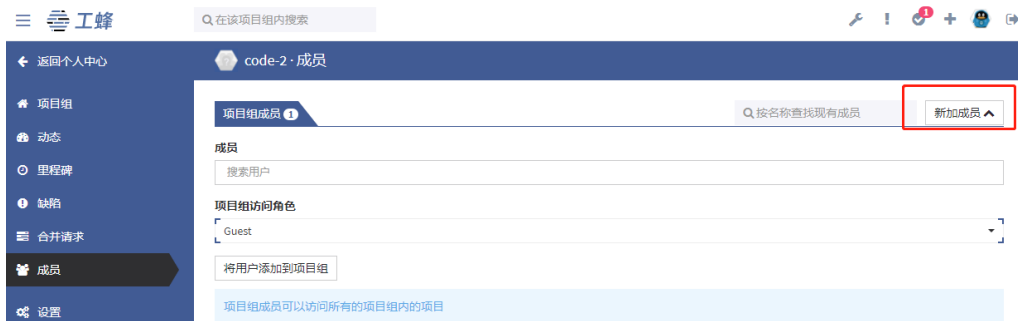 工蜂
在该项目组内搜索
1
返回个人中心
code-2·成员
项目组
动态
里程碑
缺陷
合并请求
成员
设置
项目组成员 1
按名称查找现有成员
新加成员
成员
搜索用户
项目组访问角色
Guest
将用户添加到项目组
项目组成员可以访问所有的项目组内的项目